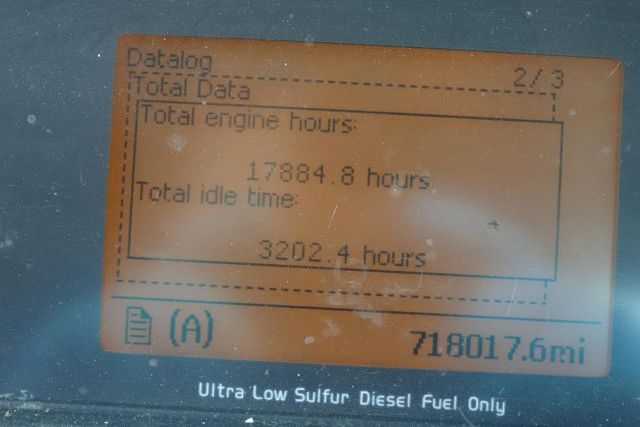 Datalog
2/3
Total Data
Total engine hours:
17884.8 hours
Total idle time:
3202.4 hours
(A)
718017.6mi
Ultra Low Sulfur Diesel Fuel Only